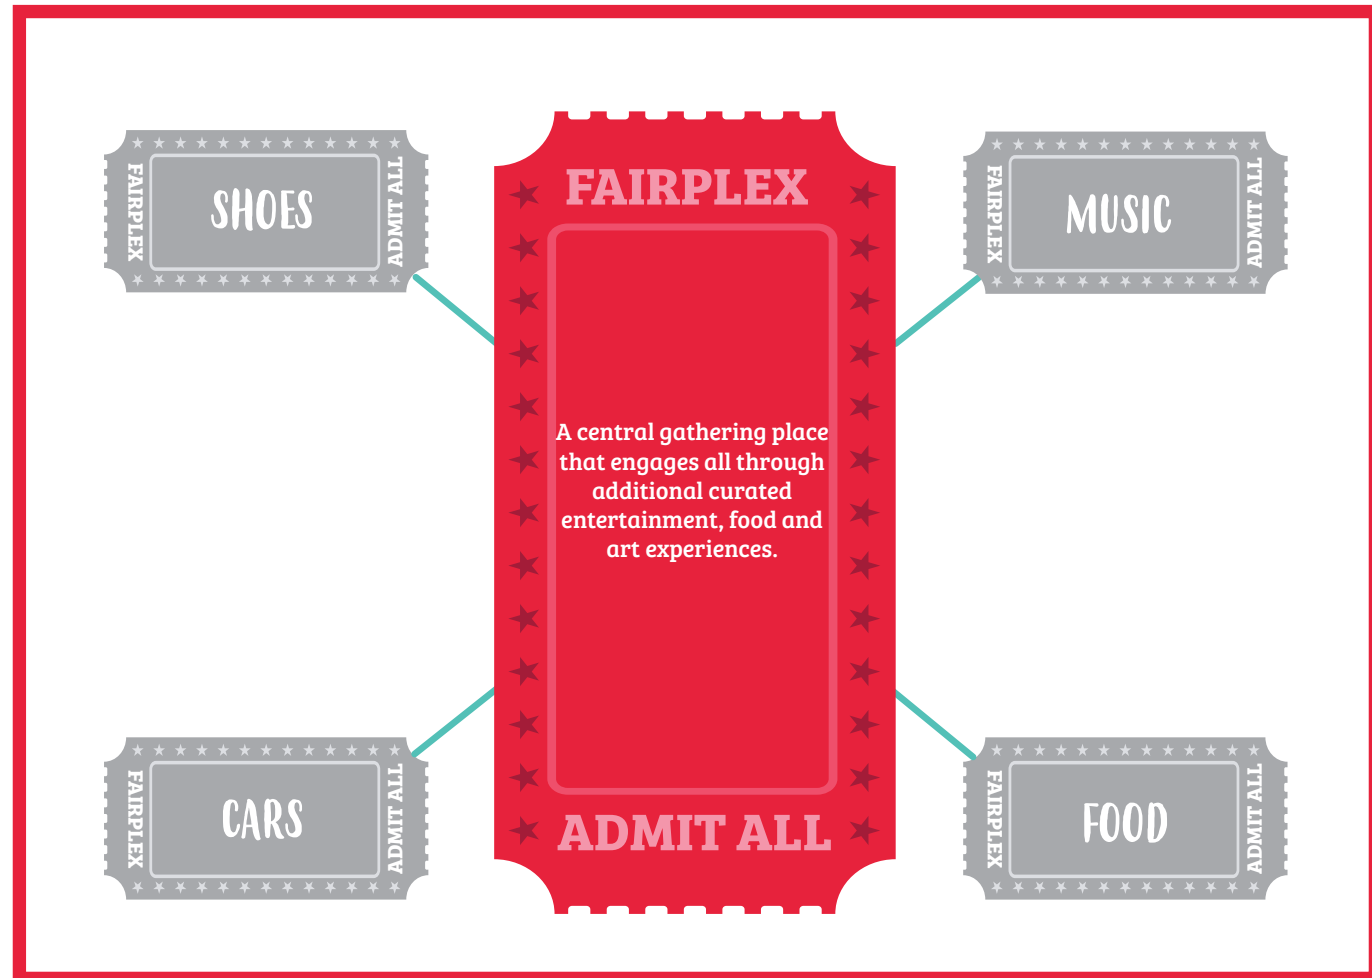 FAIRPLEX
SHOES
ADMIT ALL
FAIRPLEX
A central gathering place
that engages all through
additional curated
entertainment, food and
art experiences.
ADMIT ALL
FAIRPLEX
MUSIC
ADMIT ALL
FAIRPLEX
CARS
ADMIT ALL
FAIRPLEX
FOOD
ADMIT ALL